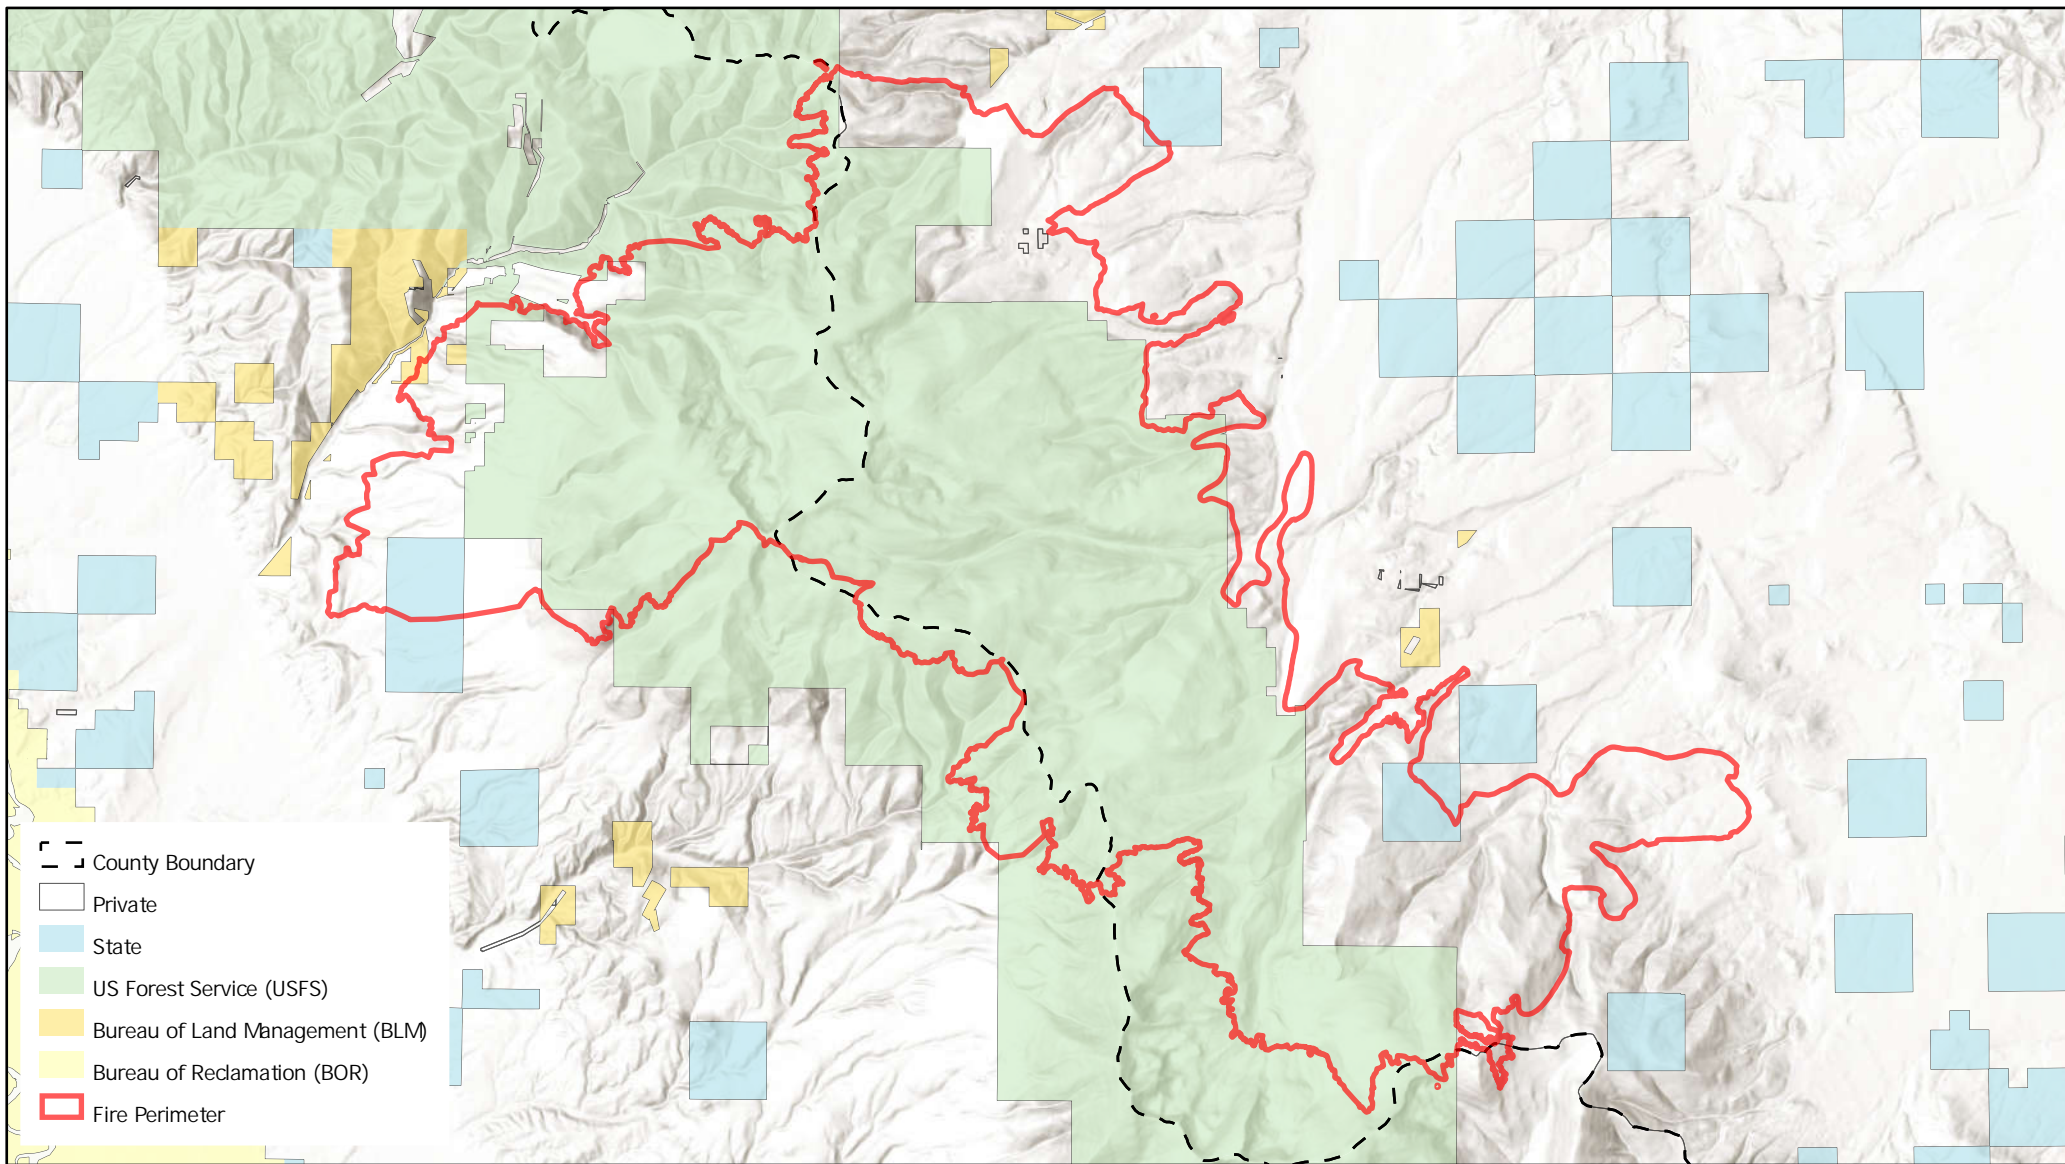 County Boundary
Private
State
US Forest Service (USFS)
Bureau of Land Management (BLM)
Bureau of Reclamation (BOR)
Fire Perimeter